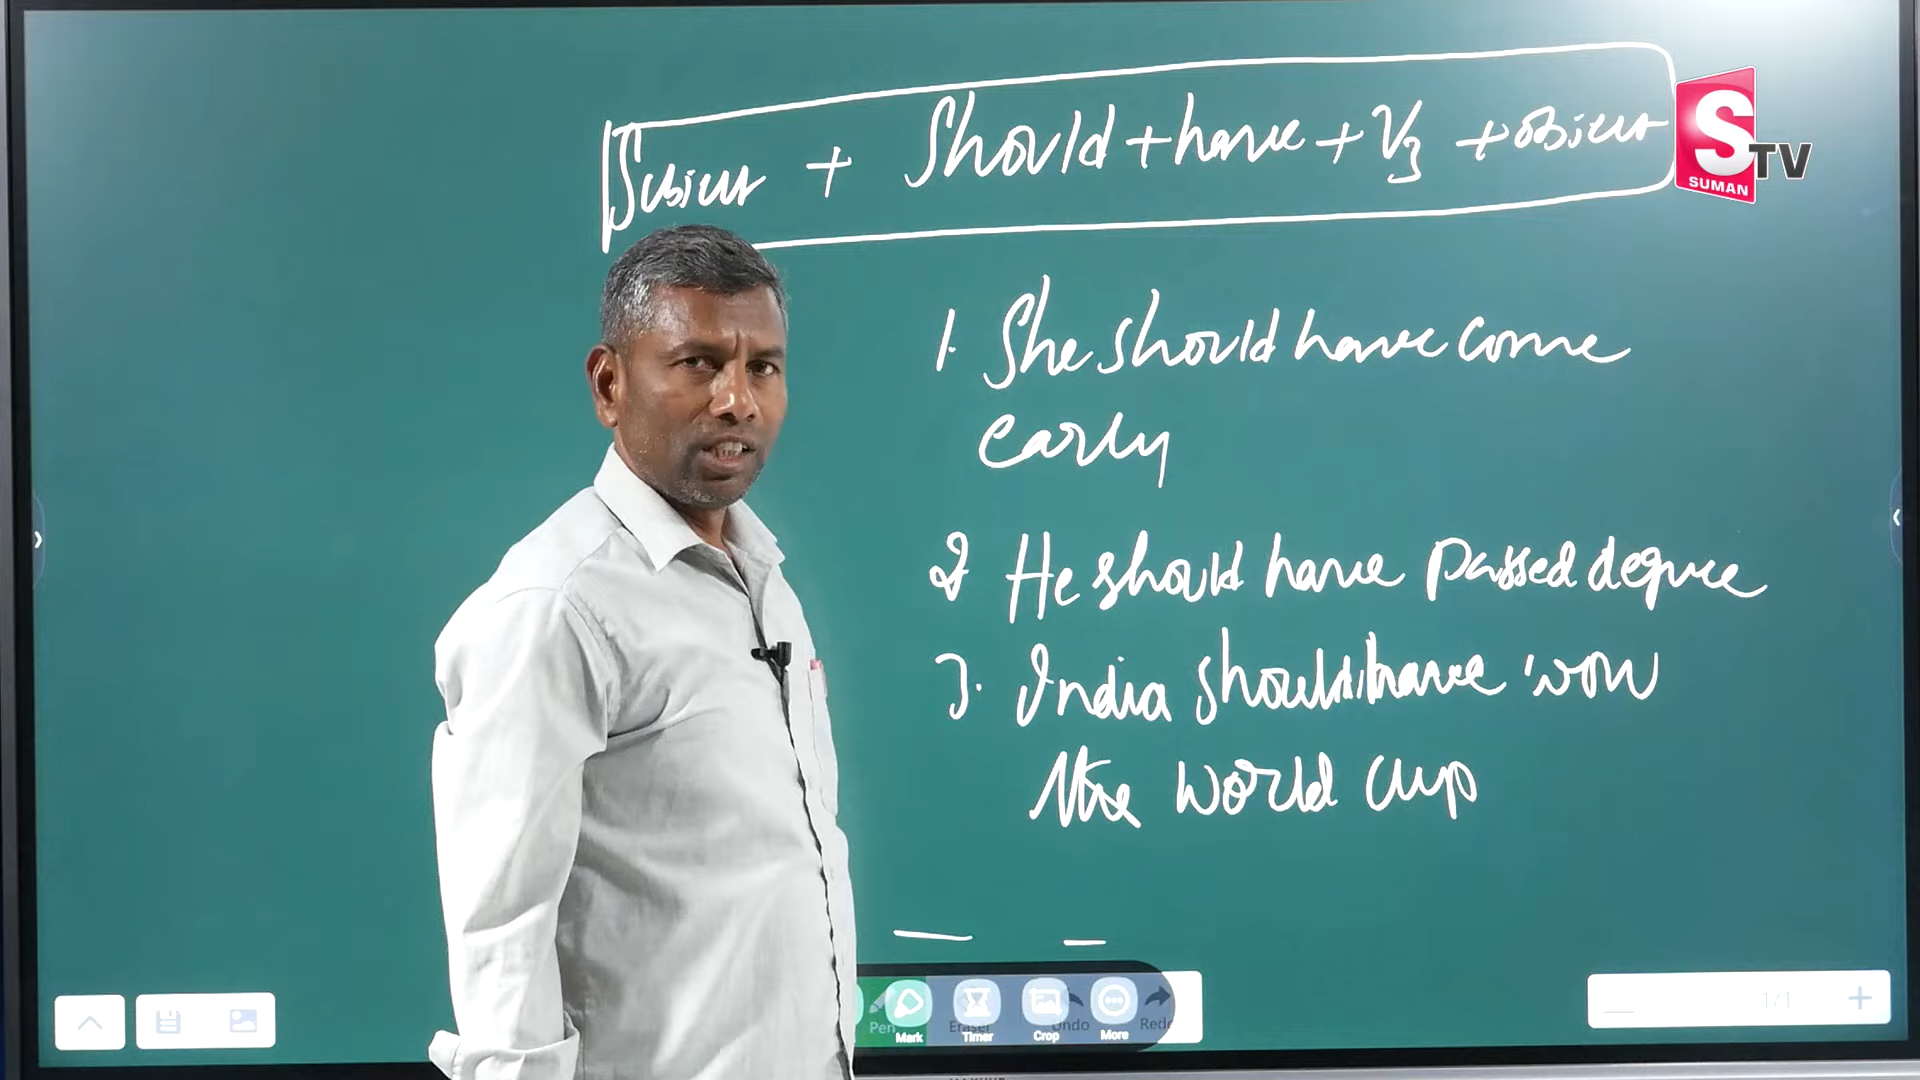 Subject + Should + have + V3 + object
S TV
SUMAN
1. She should have come
early
2 He should have passed degree
3. India should have won
the world cup
Pen Mark Eraser Timer Crop Undo More Redo
1/1